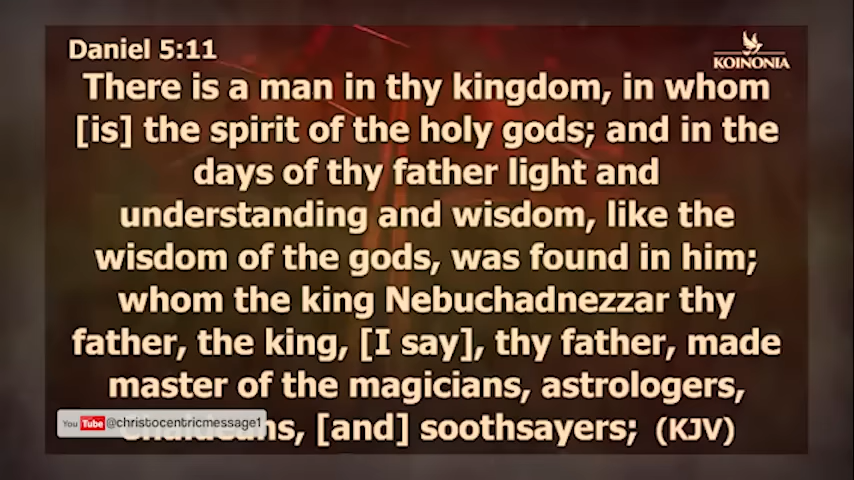 Daniel 5:11
KOINONIA
There is a man in thy kingdom, in whom
[is] the spirit of the holy gods; and in the
days of thy father light and
understanding and wisdom, like the
wisdom of the gods, was found in him;
whom the king Nebuchadnezzar thy
father, the king, [I say], thy father, made
master of the magicians, astrologers,
[and] soothsayers; (KJV)
You Tube @christocentricmessage1